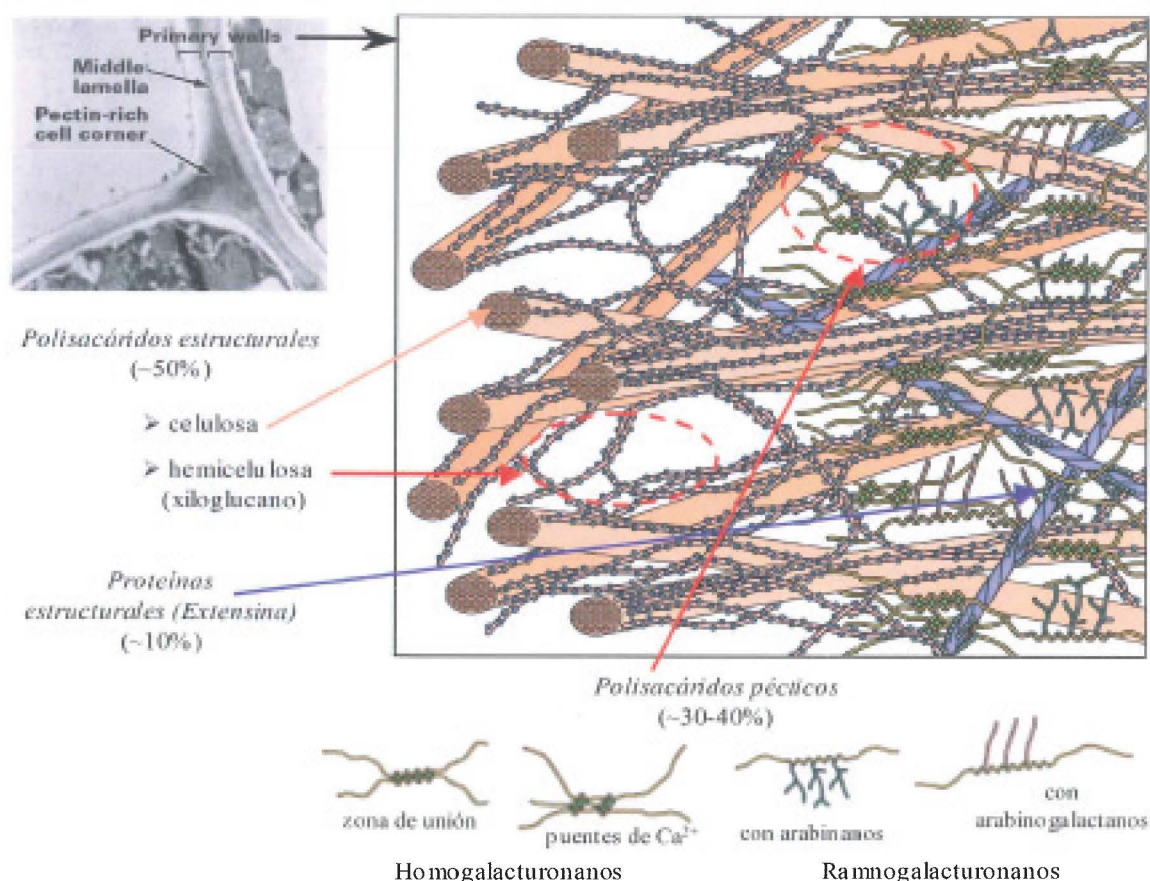 Primary walls
Middle
lamella
Pectin-rich
cell corner
Polisacáridos estructurales
(~50%)
➢ celulosa
➢ hemicelulosa
(xiloglucano)
Proteínas
estructurales (Extensina)
(~10%)
Polisacáridos pécticos
(~30-40%)
zona de unión
puentes de Ca²⁺
con arabinanos
con
arabinogalactanos
Homogalacturonanos
Ramnogalacturonanos